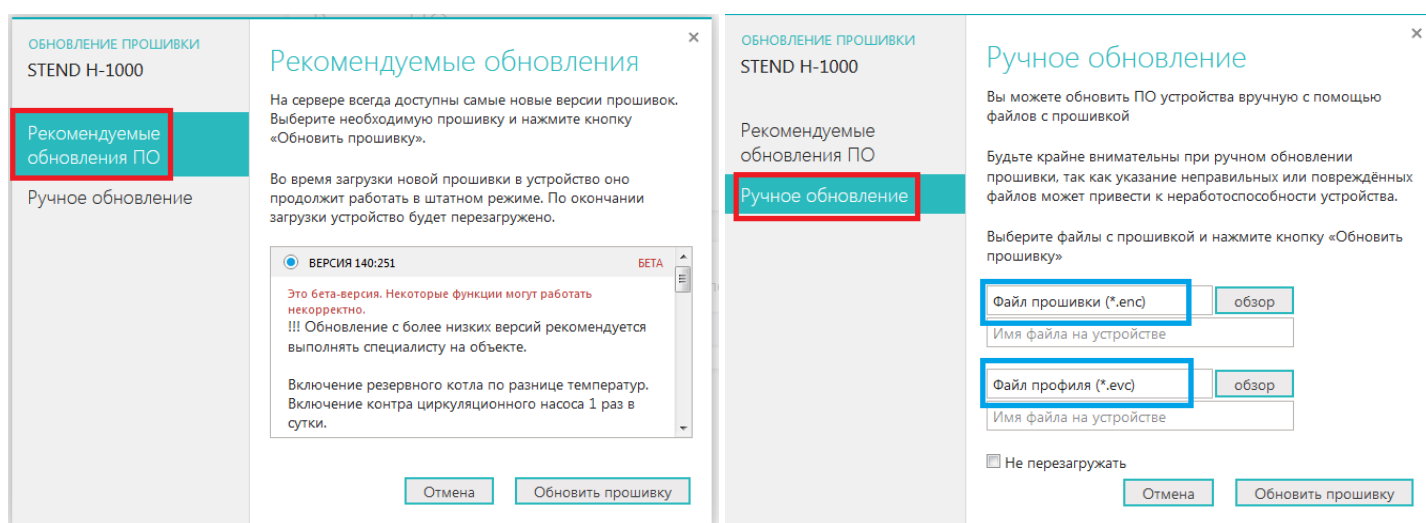 ОБНОВЛЕНИЕ ПРОШИВКИ
STEND H-1000
Рекомендуемые
обновления ПО
Ручное обновление
Рекомендуемые обновления
На сервере всегда доступны самые новые версии прошивок.
Выберите необходимую прошивку и нажмите кнопку
«Обновить прошивку».
Во время загрузки новой прошивки в устройство оно
продолжит работать в штатном режиме. По окончании
загрузки устройство будет перезагружено.
ВЕРСИЯ 140:251 БЕТА
Это бета-версия. Некоторые функции могут работать
некорректно.
!!! Обновление с более низких версий рекомендуется
выполнять специалисту на объекте.
Включение резервного котла по разнице температур.
Включение контра циркуляционного насоса 1 раз в
сутки.
Отмена Обновить прошивку
ОБНОВЛЕНИЕ ПРОШИВКИ
STEND H-1000
Рекомендуемые
обновления ПО
Ручное обновление
Ручное обновление
Вы можете обновить ПО устройства вручную с помощью
файлов с прошивкой
Будьте крайне внимательны при ручном обновлении
прошивки, так как указание неправильных или повреждённых
файлов может привести к неработоспособности устройства.
Выберите файлы с прошивкой и нажмите кнопку «Обновить
прошивку»
Файл прошивки (*.enc) обзор
Имя файла на устройстве
Файл профиля (*.evc) обзор
Имя файла на устройстве
Не перезагружать
Отмена Обновить прошивку